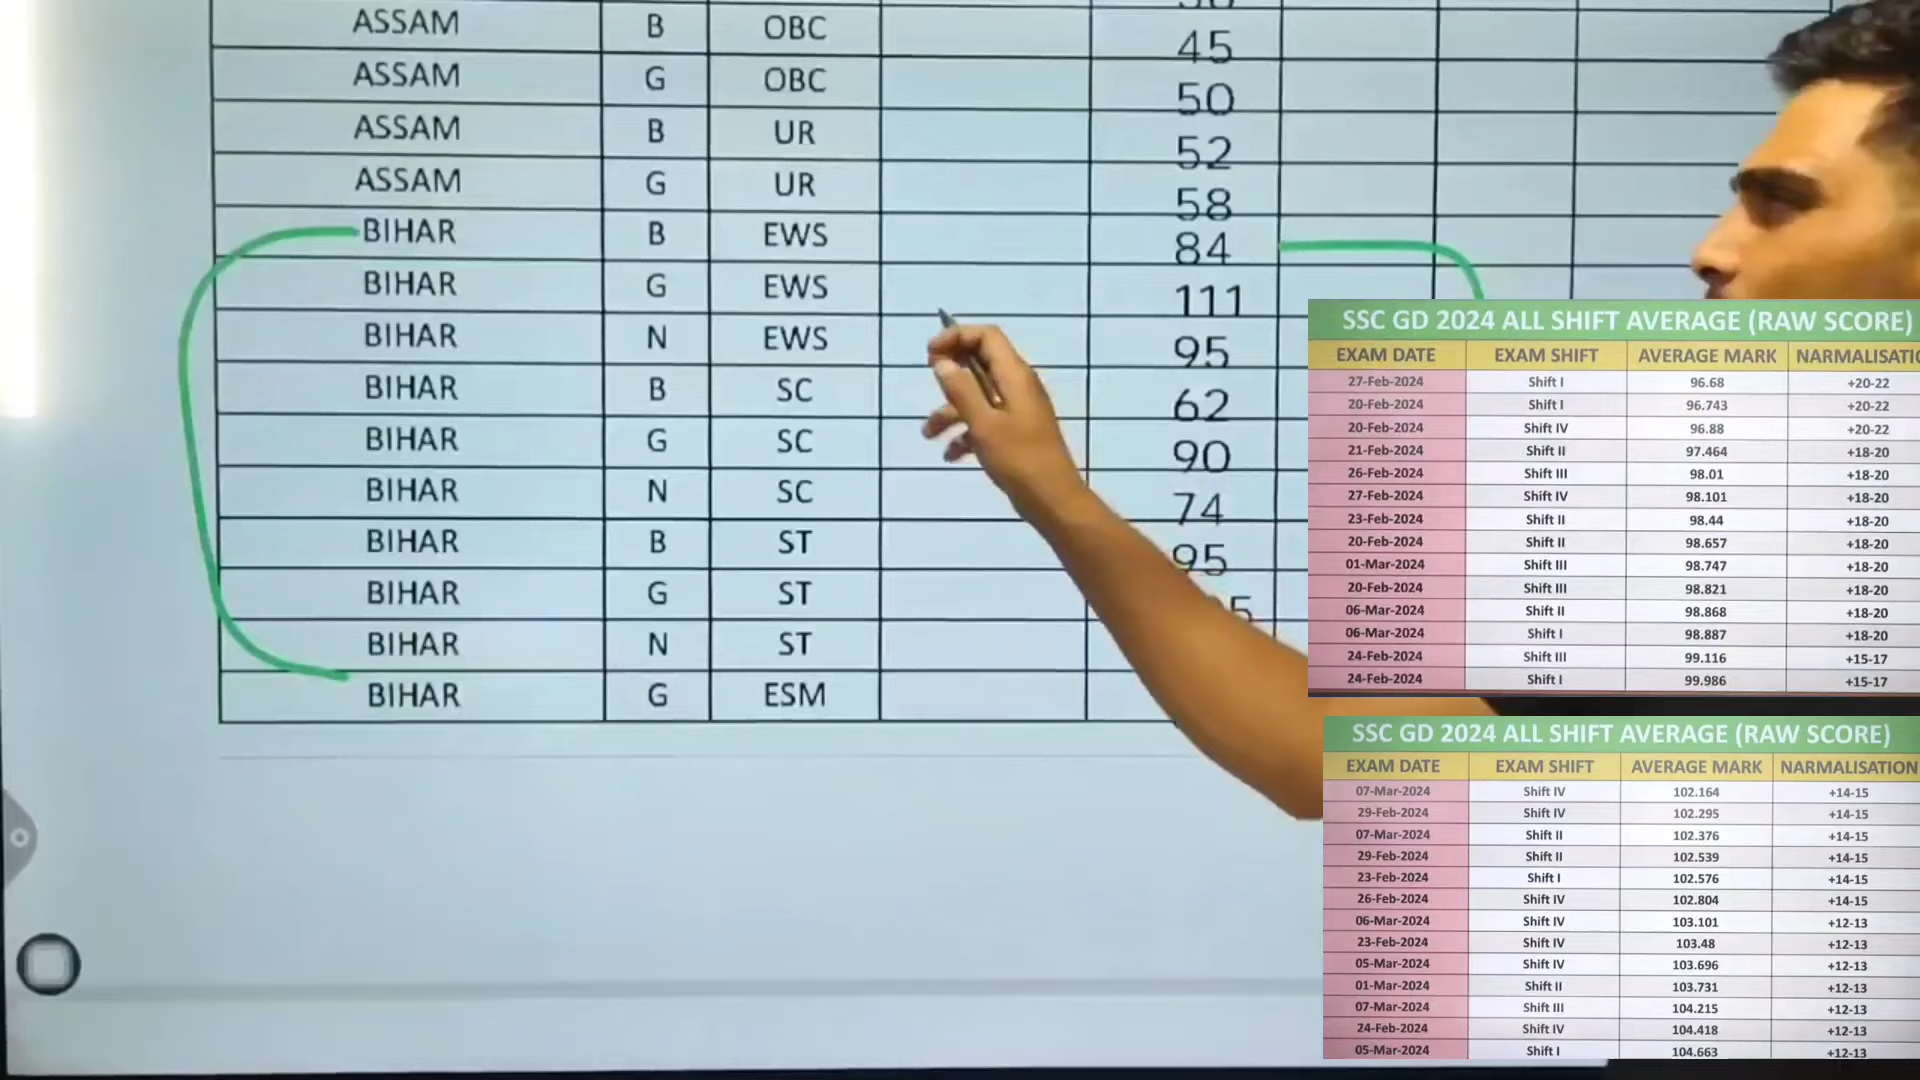 ASSAM B OBC 45
ASSAM G OBC 50
ASSAM B UR 52
ASSAM G UR 58
BIHAR B EWS 84
BIHAR G EWS 111
BIHAR N EWS 95
BIHAR B SC 62
BIHAR G SC 90
BIHAR N SC 74
BIHAR B ST 95
BIHAR G ST
BIHAR N ST
BIHAR G ESM
SSC GD 2024 ALL SHIFT AVERAGE (RAW SCORE)
EXAM DATE EXAM SHIFT AVERAGE MARK
27-Feb-2024 Shift I 96.68 +20-22
20-Feb-2024 Shift I 96.743 +20-22
20-Feb-2024 Shift IV 96.88 +20-22
21-Feb-2024 Shift II 97.464 +18-20
26-Feb-2024 Shift III 98.01 +18-20
27-Feb-2024 Shift IV 98.101 +18-20
23-Feb-2024 Shift II 98.44 +18-20
20-Feb-2024 Shift II 98.657 +18-20
01-Mar-2024 Shift III 98.747 +18-20
20-Feb-2024 Shift III 98.821 +18-20
06-Mar-2024 Shift II 98.868 +18-20
06-Mar-2024 Shift I 98.887 +18-20
24-Feb-2024 Shift III 99.116 +15-17
24-Feb-2024 Shift I 99.986 +15-17
SSC GD 2024 ALL SHIFT AVERAGE (RAW SCORE)
EXAM DATE EXAM SHIFT AVERAGE MARK NARMALISATION
07-Mar-2024 Shift IV 102.164 +14-15
29-Feb-2024 Shift IV 102.295 +14-15
07-Mar-2024 Shift II 102.376 +14-15
29-Feb-2024 Shift II 102.539 +14-15
23-Feb-2024 Shift I 102.576 +14-15
26-Feb-2024 Shift IV 102.804 +14-15
06-Mar-2024 Shift IV 103.101 +12-13
23-Feb-2024 Shift IV 103.48 +12-13
05-Mar-2024 Shift IV 103.696 +12-13
01-Mar-2024 Shift II 103.731 +12-13
07-Mar-2024 Shift III 104.215 +12-13
24-Feb-2024 Shift IV 104.418 +12-13
05-Mar-2024 Shift I 104.663 +12-13